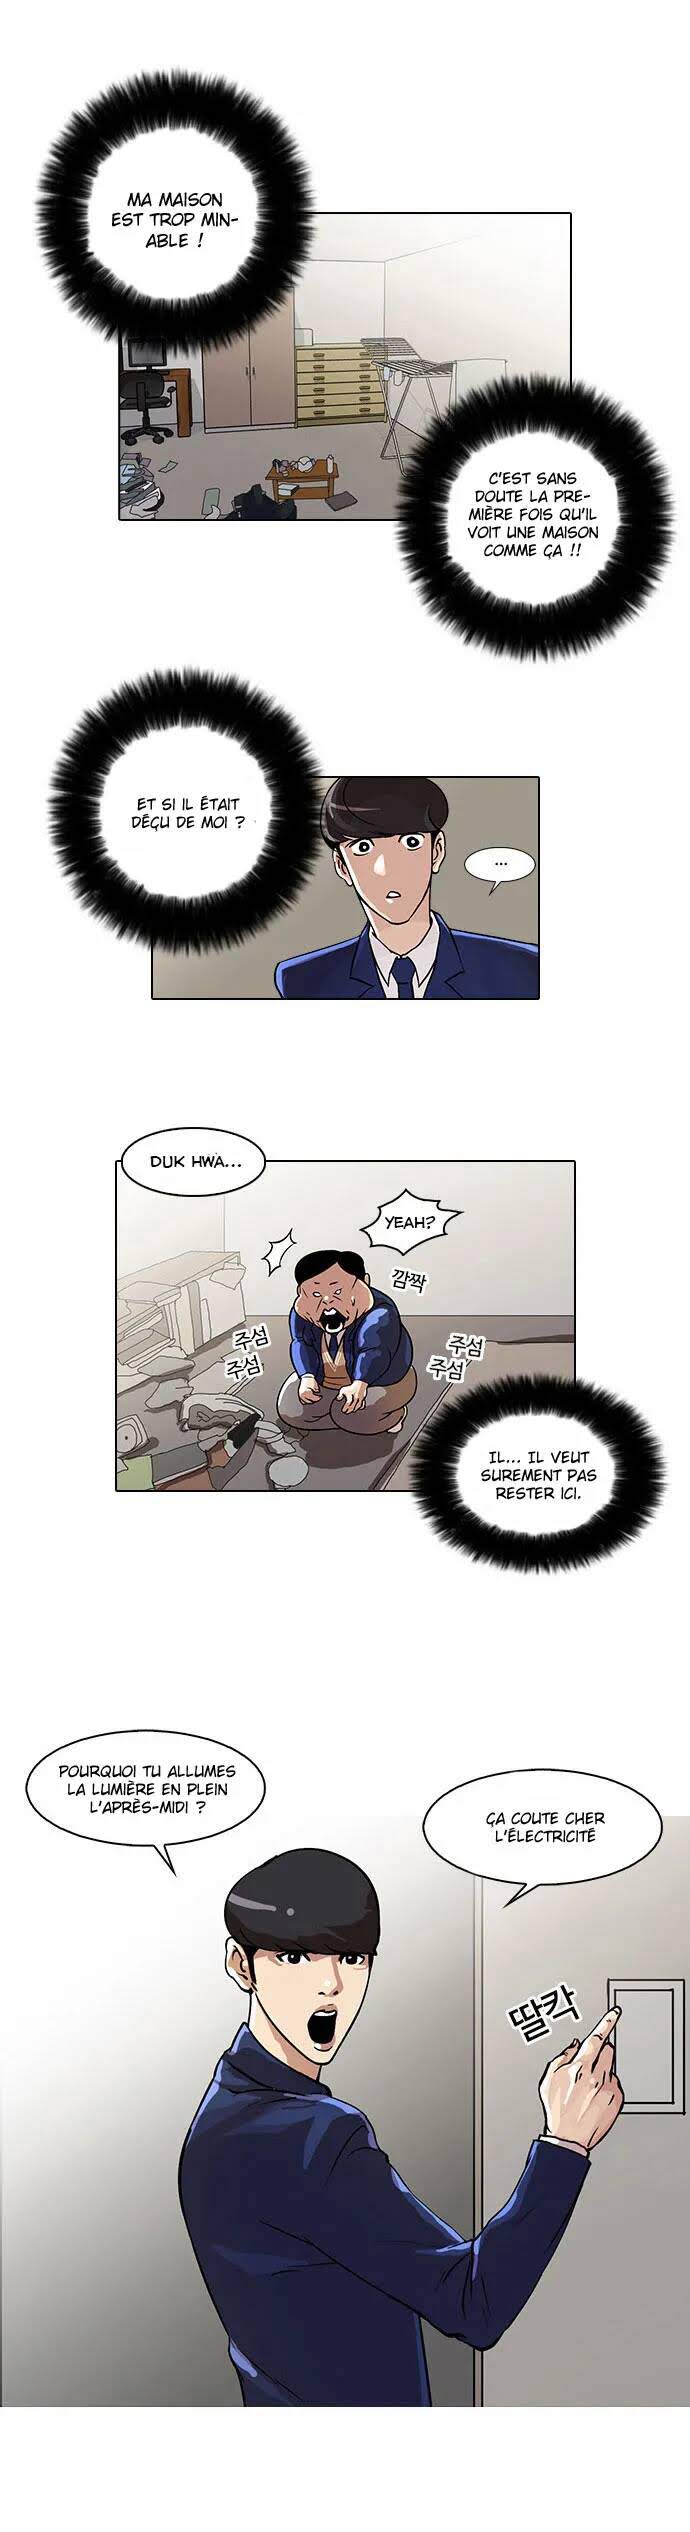 MA MAISON
EST TROP MIN-
ABLE !
C'EST SANS
DOUTE LA PRE-
MIÈRE FOIS QU'IL
VOIT UNE MAISON
COMME ÇA !!
ET SI IL ÉTAIT
DÉÇU DE MOI ?
...
DUK HWA...
YEAH?
깜짝
주섬
주섬
주섬
주섬
IL... IL VEUT
SUREMENT PAS
RESTER ICI.
POURQUOI TU ALLUMES
LA LUMIÈRE EN PLEIN
L'APRÈS-MIDI ?
ÇA COUTE CHER
L'ÉLECTRICITÉ
딸칵